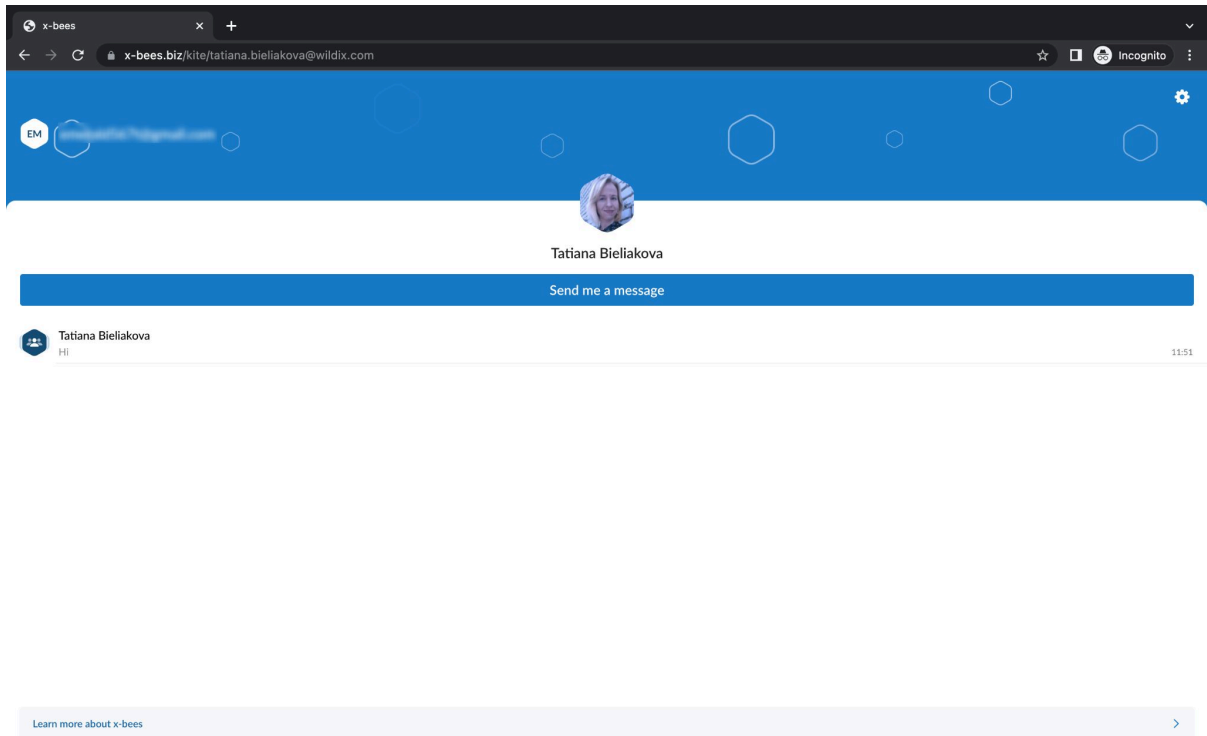 x-bees
x-bees.biz/kite/tatiana.bieliakova@wildix.com
Incognito
EM
Tatiana Bieliakova
Send me a message
Tatiana Bieliakova
Hi
11:51
Learn more about x-bees